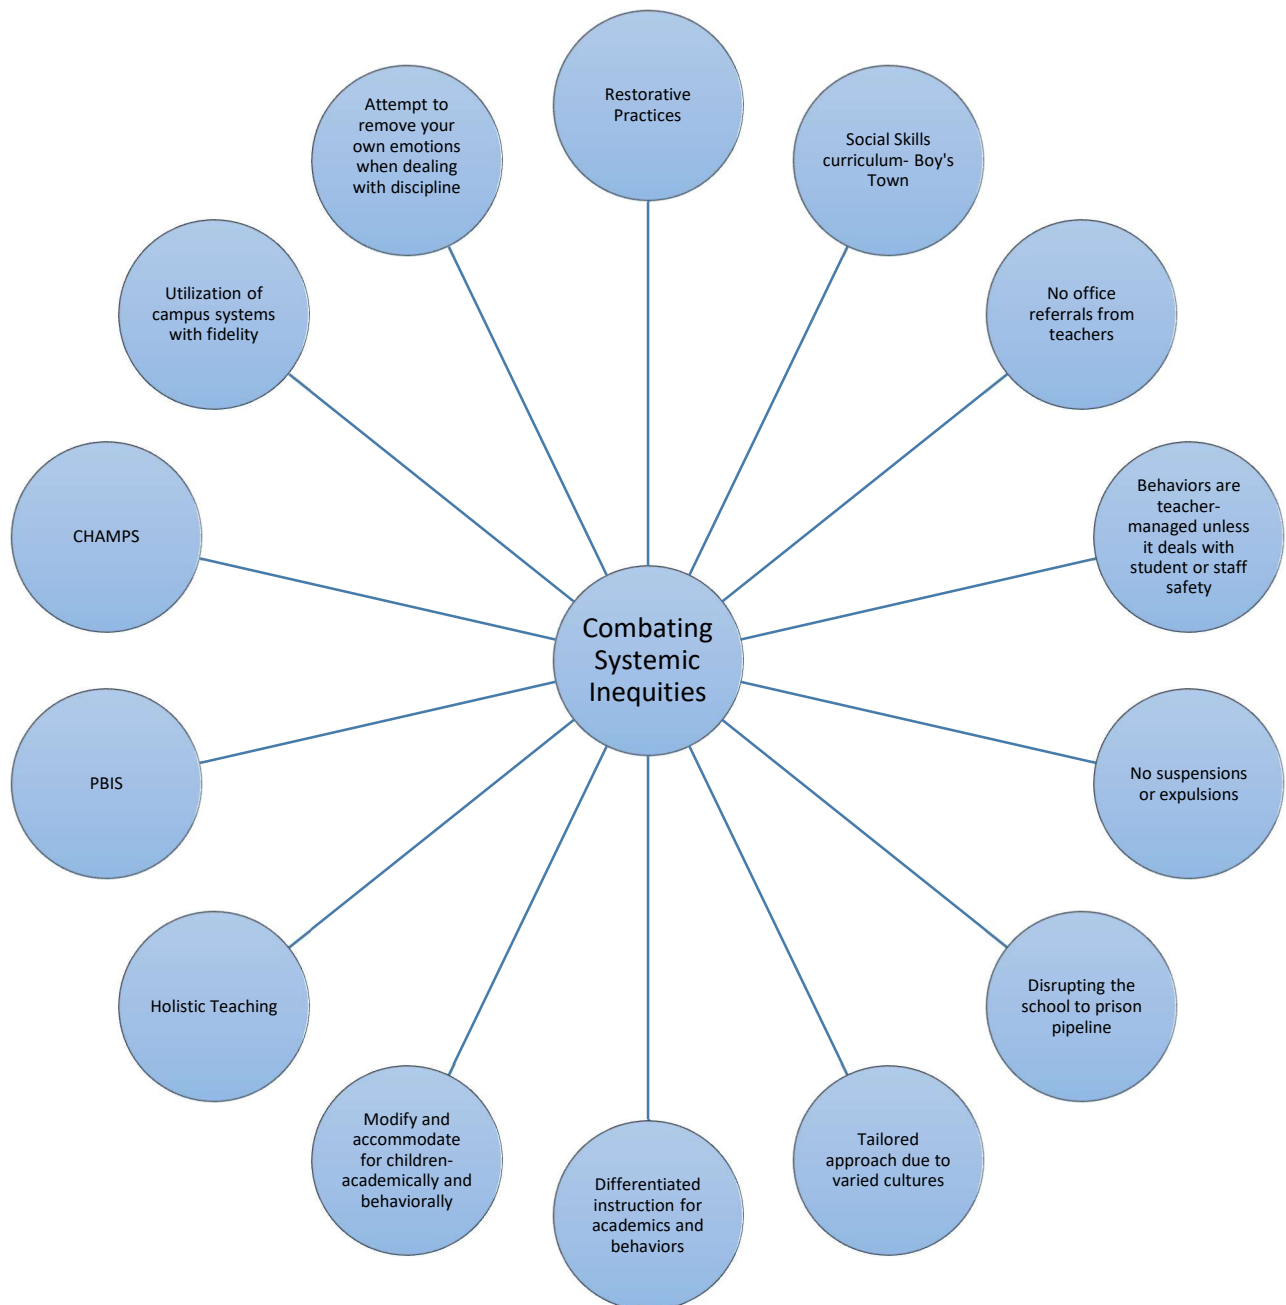 Restorative
Practices
Social Skills
curriculum- Boy's
Town
No office
referrals from
teachers
Behaviors are
teacher-
managed unless
it deals with
student or staff
safety
No suspensions
or expulsions
Disrupting the
school to prison
pipeline
Tailored
approach due to
varied cultures
Differentiated
instruction for
academics and
behaviors
Modify and
accommodate
for children-
academically and
behaviorally
Holistic Teaching
PBIS
CHAMPS
Utilization of
campus systems
with fidelity
Attempt to
remove your
own emotions
when dealing
with discipline
Combating
Systemic
Inequities